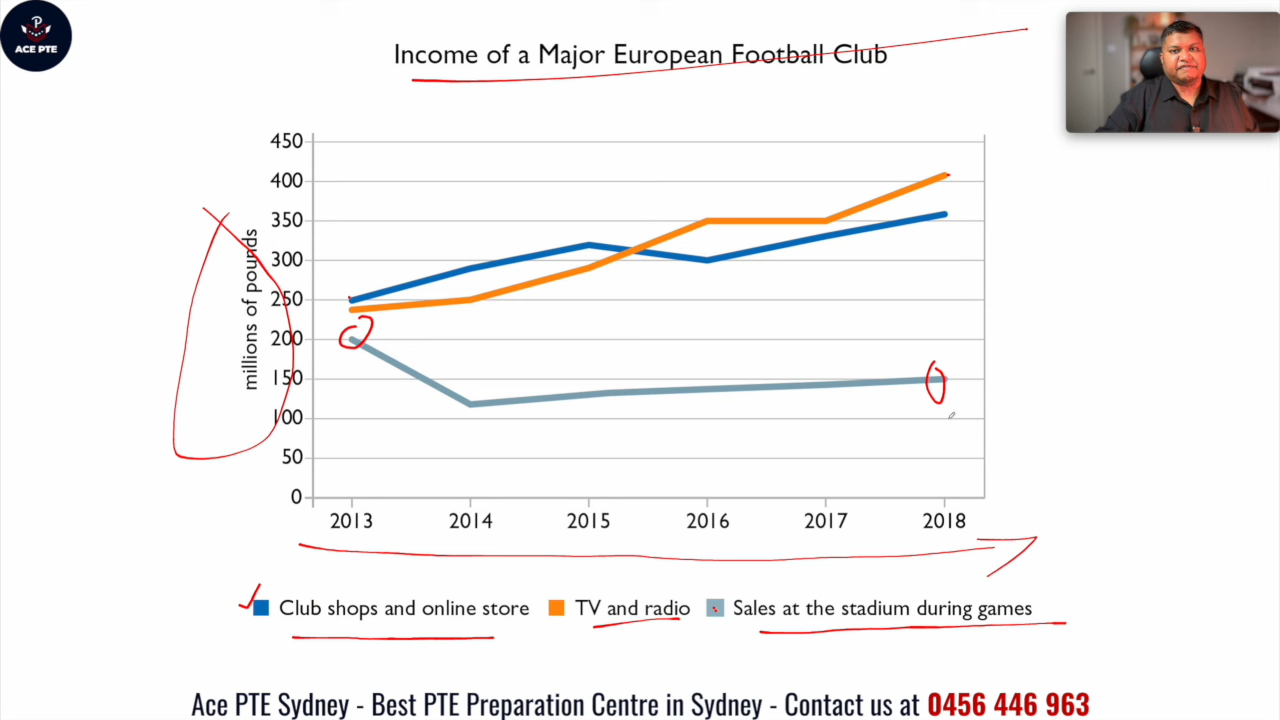 P
ACE PTE
Income of a Major European Football Club
millions of pounds
450
400
350
300
250
200
150
100
50
0
2013 2014 2015 2016 2017 2018
Club shops and online store TV and radio Sales at the stadium during games
Ace PTE Sydney - Best PTE Preparation Centre in Sydney - Contact us at 0456 446 963